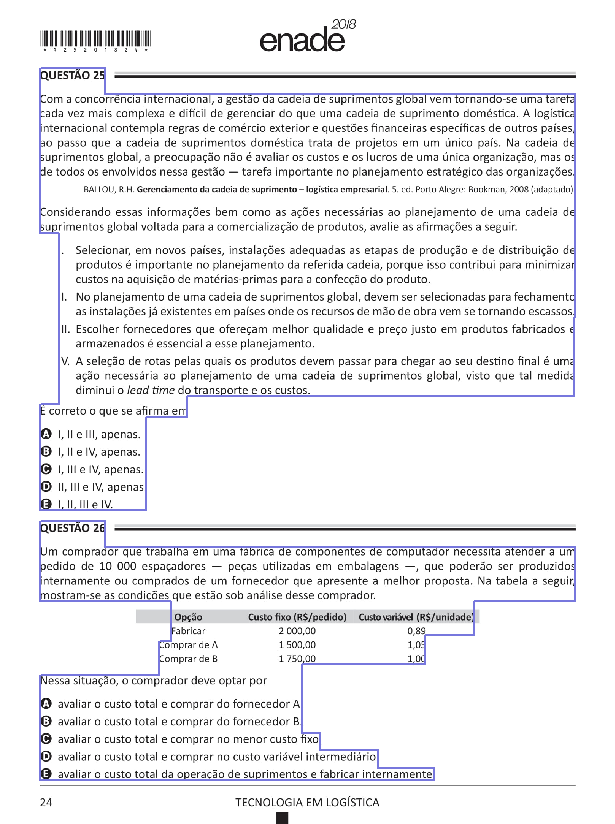 *R2520182​4*
enade2018
QUESTÃO 25
Com a concorrência internacional, a gestão da cadeia de suprimentos global vem tornando-se uma tarefa
cada vez mais complexa e difícil de gerenciar do que uma cadeia de suprimento doméstica. A logística
internacional contempla regras de comércio exterior e questões financeiras específicas de outros países,
ao passo que a cadeia de suprimentos doméstica trata de projetos em um único país. Na cadeia de
suprimentos global, a preocupação não é avaliar os custos e os lucros de uma única organização, mas os
de todos os envolvidos nessa gestão — tarefa importante no planejamento estratégico das organizações.
BALLOU, R.H. Gerenciamento da cadeia de suprimento – logística empresarial. 5. ed. Porto Alegre: Bookman, 2008 (adaptado).
Considerando essas informações bem como as ações necessárias ao planejamento de uma cadeia de
suprimentos global voltada para a comercialização de produtos, avalie as afirmações a seguir.
I. Selecionar, em novos países, instalações adequadas as etapas de produção e de distribuição de
produtos é importante no planejamento da referida cadeia, porque isso contribui para minimizar
custos na aquisição de matérias-primas para a confecção do produto.
II. No planejamento de uma cadeia de suprimentos global, devem ser selecionadas para fechamento
as instalações já existentes em países onde os recursos de mão de obra vem se tornando escassos.
III. Escolher fornecedores que ofereçam melhor qualidade e preço justo em produtos fabricados e
armazenados é essencial a esse planejamento.
IV. A seleção de rotas pelas quais os produtos devem passar para chegar ao seu destino final é uma
ação necessária ao planejamento de uma cadeia de suprimentos global, visto que tal medida
diminui o lead time do transporte e os custos.
É correto o que se afirma em
A I, II e III, apenas.
B I, II e IV, apenas.
C I, III e IV, apenas.
D II, III e IV, apenas
E I, II, III e IV.
QUESTÃO 26
Um comprador que trabalha em uma fábrica de componentes de computador necessita atender a um
pedido de 10 000 espaçadores — peças utilizadas em embalagens —, que poderão ser produzidos
internamente ou comprados de um fornecedor que apresente a melhor proposta. Na tabela a seguir,
mostram-se as condições que estão sob análise desse comprador.
Opção Custo fixo (R$/pedido) Custo variável (R$/unidade)
Fabricar 2 000,00 0,89
Comprar de A 1 500,00 1,05
Comprar de B 1 750,00 1,00
Nessa situação, o comprador deve optar por
A avaliar o custo total e comprar do fornecedor A.
B avaliar o custo total e comprar do fornecedor B.
C avaliar o custo total e comprar no menor custo fixo.
D avaliar o custo total e comprar no custo variável intermediário.
E avaliar o custo total da operação de suprimentos e fabricar internamente.
24
TECNOLOGIA EM LOGÍSTICA